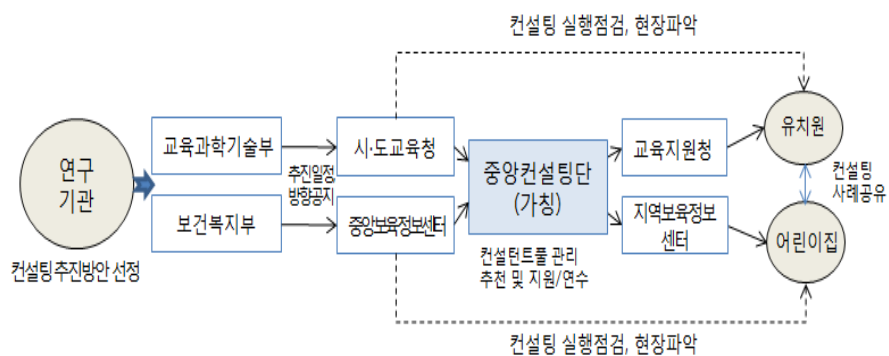 컨설팅 실행점검, 현장파악
연구
기관
컨설팅 추진방안 선정
교육과학기술부
보건복지부
추진일정
방향공지
시·도교육청
중앙보육정보센터
중앙컨설팅단
(가칭)
컨설턴트풀 관리
추천 및 지원/연수
교육지원청
지역보육정보
센터
유치원
컨설팅
사례공유
어린이집
컨설팅 실행점검, 현장파악